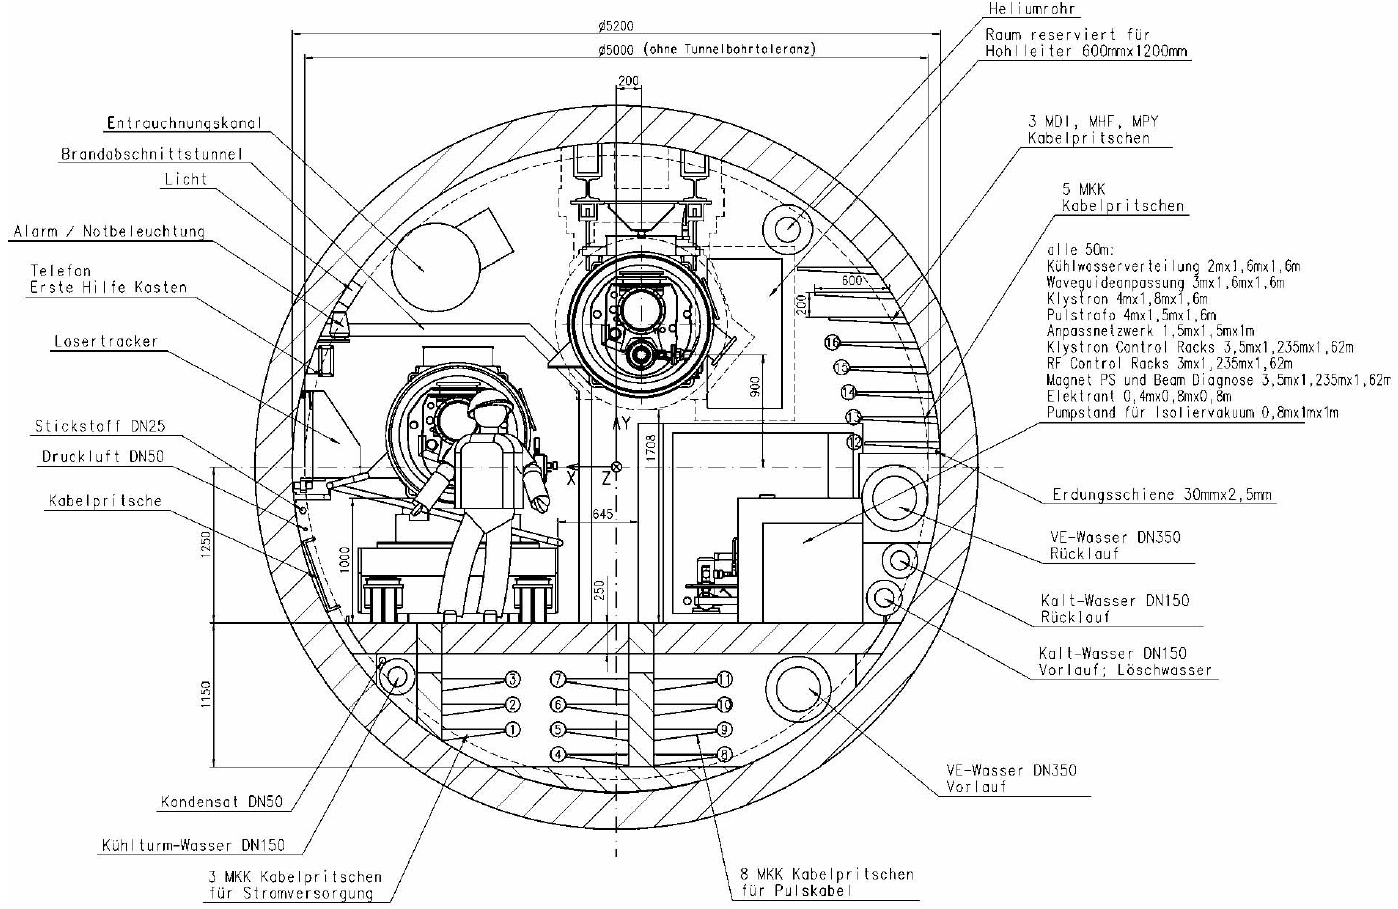 Heliumrohr
⌀5200
Raum reserviert für
Hohlleiter 600mmx1200mm
⌀5000 (ohne Tunnelbohrtoleranz)
200
Entrauchnungskanal
3 MDI, MHF, MPY
Kabelpritschen
Brandabschnittstunnel
Licht
5 MKK
Kabelpritschen
Alarm / Notbeleuchtung
Telefon
Erste Hilfe Kasten
alle 50m:
Kühlwasserverteilung 2mx1,6mx1,6m
Waveguideanpassung 3mx1,6mx1,6m
Klystron 4mx1,8mx1,6m
Pulstrafo 4mx1,5mx1,6m
Anpassnetzwerk 1,5mx1,5mx1m
Klystron Control Racks 3,5mx1,235mx1,62m
RF Control Racks 3mx1,235mx1,62m
Magnet PS und Beam Diagnose 3,5mx1,235mx1,62m
Elektrant 0,4mx0,8mx0,8m
Pumpstand für Isoliervakuum 0,8mx1mx1m
600
200
16
15
14
13
12
Lasertracker
900
Stickstoff DN25
Druckluft DN50
Kabelpritsche
Y
1708
X
Z
645
1000
250
1250
1150
Erdungsschiene 30mmx2,5mm
VE-Wasser DN350
Rücklauf
Kalt-Wasser DN150
Rücklauf
Kalt-Wasser DN150
Vorlauf; Löschwasser
3
7
11
2
6
10
1
5
9
4
8
VE-Wasser DN350
Vorlauf
Kondensat DN50
Kühlturm-Wasser DN150
3 MKK Kabelpritschen
für Stromversorgung
8 MKK Kabelpritschen
für Pulskabel